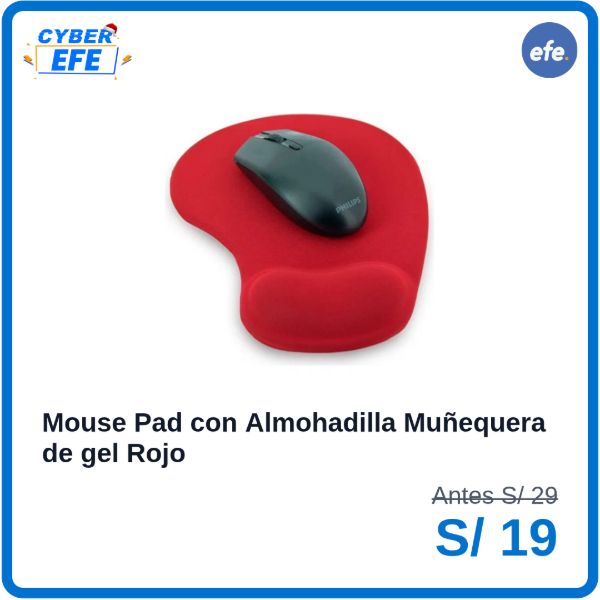 CYBER
EFE
efe.
PHILIPS
Mouse Pad con Almohadilla Muñequera
de gel Rojo
Antes S/ 29
S/ 19